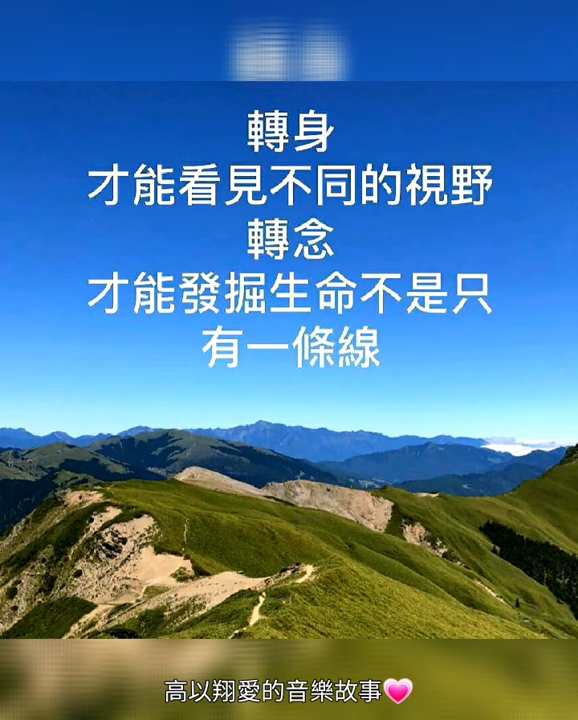 轉身
才能看見不同的視野
轉念
才能發掘生命不是只
有一條線
高以翔愛的音樂故事💗